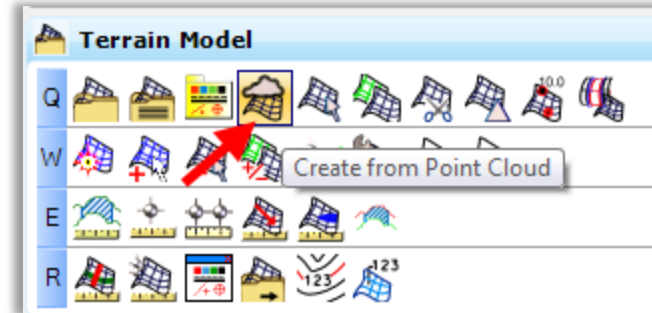 Terrain Model
Q
10.0
W
Create from Point Cloud
E
R
123
123